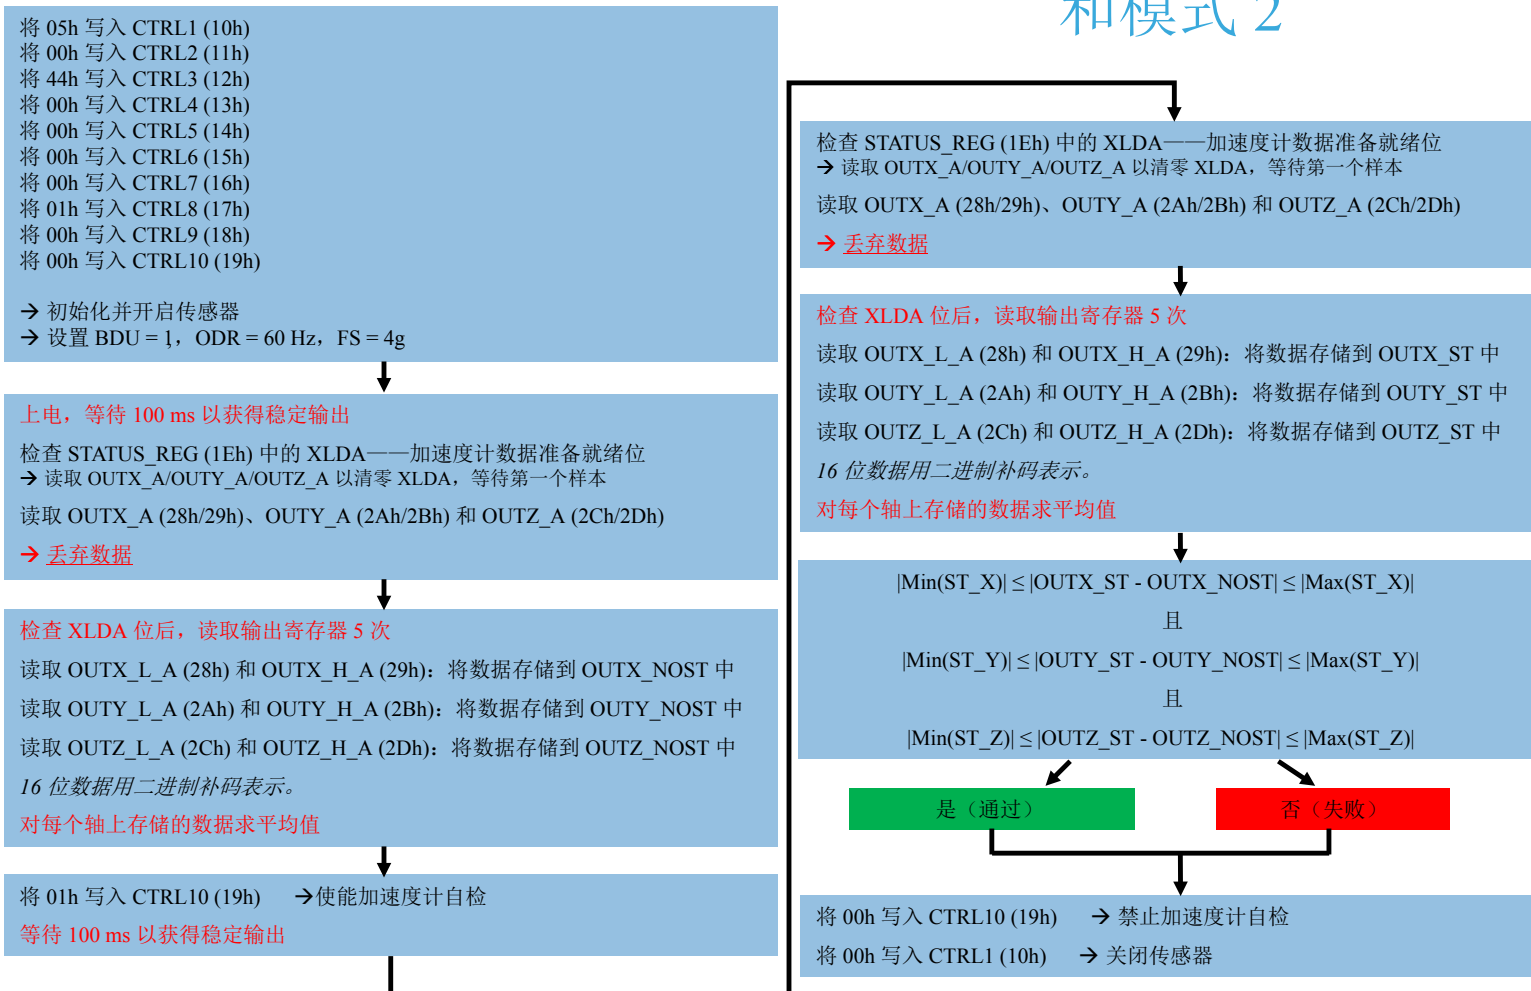 和模式 2
将 05h 写入 CTRL1 (10h)
将 00h 写入 CTRL2 (11h)
将 44h 写入 CTRL3 (12h)
将 00h 写入 CTRL4 (13h)
将 00h 写入 CTRL5 (14h)
将 00h 写入 CTRL6 (15h)
将 00h 写入 CTRL7 (16h)
将 01h 写入 CTRL8 (17h)
将 00h 写入 CTRL9 (18h)
将 00h 写入 CTRL10 (19h)
→ 初始化并开启传感器
→ 设置 BDU = 1，ODR = 60 Hz，FS = 4g
上电，等待 100 ms 以获得稳定输出
检查 STATUS_REG (1Eh) 中的 XLDA——加速度计数据准备就绪位
→ 读取 OUTX_A/OUTY_A/OUTZ_A 以清零 XLDA，等待第一个样本
读取 OUTX_A (28h/29h)、OUTY_A (2Ah/2Bh) 和 OUTZ_A (2Ch/2Dh)
→ 丢弃数据
检查 XLDA 位后，读取输出寄存器 5 次
读取 OUTX_L_A (28h) 和 OUTX_H_A (29h)：将数据存储到 OUTX_NOST 中
读取 OUTY_L_A (2Ah) 和 OUTY_H_A (2Bh)：将数据存储到 OUTY_NOST 中
读取 OUTZ_L_A (2Ch) 和 OUTZ_H_A (2Dh)：将数据存储到 OUTZ_NOST 中
16 位数据用二进制补码表示。
对每个轴上存储的数据求平均值
将 01h 写入 CTRL10 (19h) →使能加速度计自检
等待 100 ms 以获得稳定输出
检查 STATUS_REG (1Eh) 中的 XLDA——加速度计数据准备就绪位
→ 读取 OUTX_A/OUTY_A/OUTZ_A 以清零 XLDA，等待第一个样本
读取 OUTX_A (28h/29h)、OUTY_A (2Ah/2Bh) 和 OUTZ_A (2Ch/2Dh)
→ 丢弃数据
检查 XLDA 位后，读取输出寄存器 5 次
读取 OUTX_L_A (28h) 和 OUTX_H_A (29h)：将数据存储到 OUTX_ST 中
读取 OUTY_L_A (2Ah) 和 OUTY_H_A (2Bh)：将数据存储到 OUTY_ST 中
读取 OUTZ_L_A (2Ch) 和 OUTZ_H_A (2Dh)：将数据存储到 OUTZ_ST 中
16 位数据用二进制补码表示。
对每个轴上存储的数据求平均值
|Min(ST_X)| ≤ |OUTX_ST - OUTX_NOST| ≤ |Max(ST_X)|
且
|Min(ST_Y)| ≤ |OUTY_ST - OUTY_NOST| ≤ |Max(ST_Y)|
且
|Min(ST_Z)| ≤ |OUTZ_ST - OUTZ_NOST| ≤ |Max(ST_Z)|
是（通过）
否（失败）
将 00h 写入 CTRL10 (19h) → 禁止加速度计自检
将 00h 写入 CTRL1 (10h) → 关闭传感器